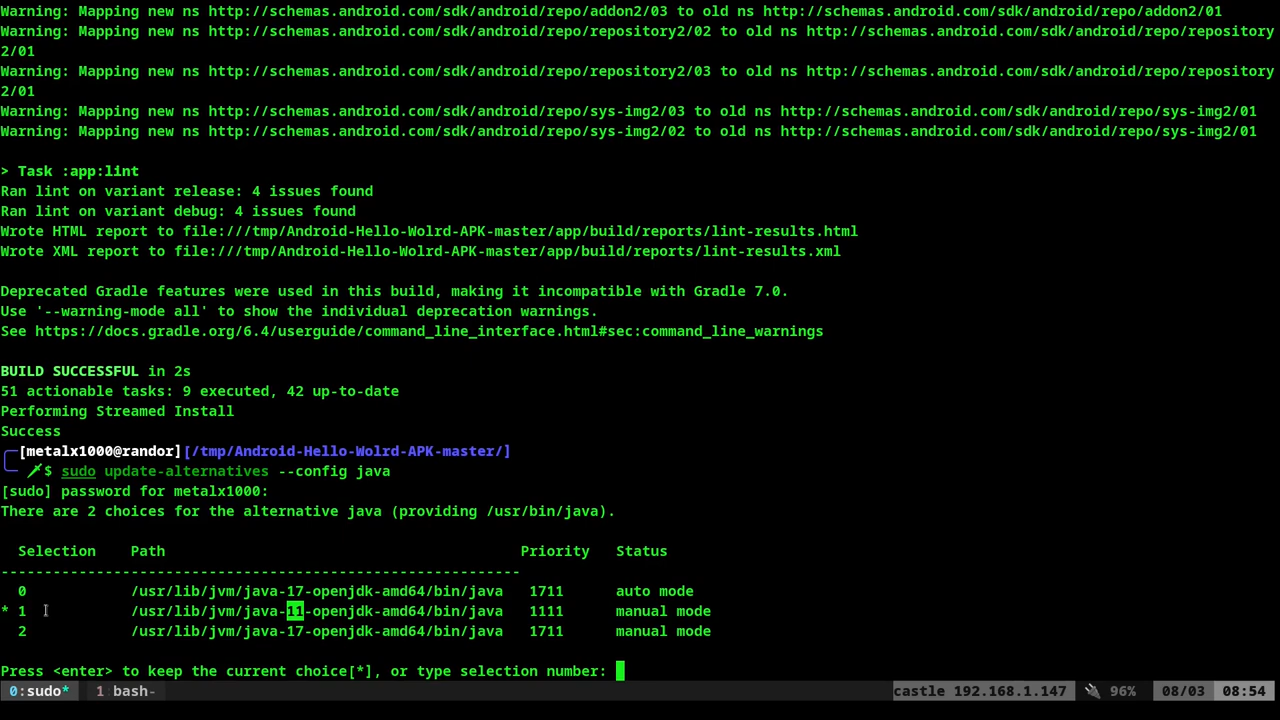 Warning: Mapping new ns http://schemas.android.com/sdk/android/repo/addon2/03 to old ns http://schemas.android.com/sdk/android/repo/addon2/01
Warning: Mapping new ns http://schemas.android.com/sdk/android/repo/repository2/02 to old ns http://schemas.android.com/sdk/android/repo/repository
2/01
Warning: Mapping new ns http://schemas.android.com/sdk/android/repo/repository2/03 to old ns http://schemas.android.com/sdk/android/repo/repository
2/01
Warning: Mapping new ns http://schemas.android.com/sdk/android/repo/sys-img2/03 to old ns http://schemas.android.com/sdk/android/repo/sys-img2/01
Warning: Mapping new ns http://schemas.android.com/sdk/android/repo/sys-img2/02 to old ns http://schemas.android.com/sdk/android/repo/sys-img2/01
> Task :app:lint
Ran lint on variant release: 4 issues found
Ran lint on variant debug: 4 issues found
Wrote HTML report to file:///tmp/Android-Hello-Wolrd-APK-master/app/build/reports/lint-results.html
Wrote XML report to file:///tmp/Android-Hello-Wolrd-APK-master/app/build/reports/lint-results.xml
Deprecated Gradle features were used in this build, making it incompatible with Gradle 7.0.
Use '--warning-mode all' to show the individual deprecation warnings.
See https://docs.gradle.org/6.4/userguide/command_line_interface.html#sec:command_line_warnings
BUILD SUCCESSFUL in 2s
51 actionable tasks: 9 executed, 42 up-to-date
Performing Streamed Install
Success
[metalx1000@randor][/tmp/Android-Hello-Wolrd-APK-master/]
$ sudo update-alternatives --config java
[sudo] password for metalx1000:
There are 2 choices for the alternative java (providing /usr/bin/java).
Selection Path Priority Status
------------------------------------------------------------
0 /usr/lib/jvm/java-17-openjdk-amd64/bin/java 1711 auto mode
* 1 /usr/lib/jvm/java-11-openjdk-amd64/bin/java 1111 manual mode
2 /usr/lib/jvm/java-17-openjdk-amd64/bin/java 1711 manual mode
Press <enter> to keep the current choice[*], or type selection number:
0:sudo* 1 bash- castle 192.168.1.147 96% 08/03 08:54